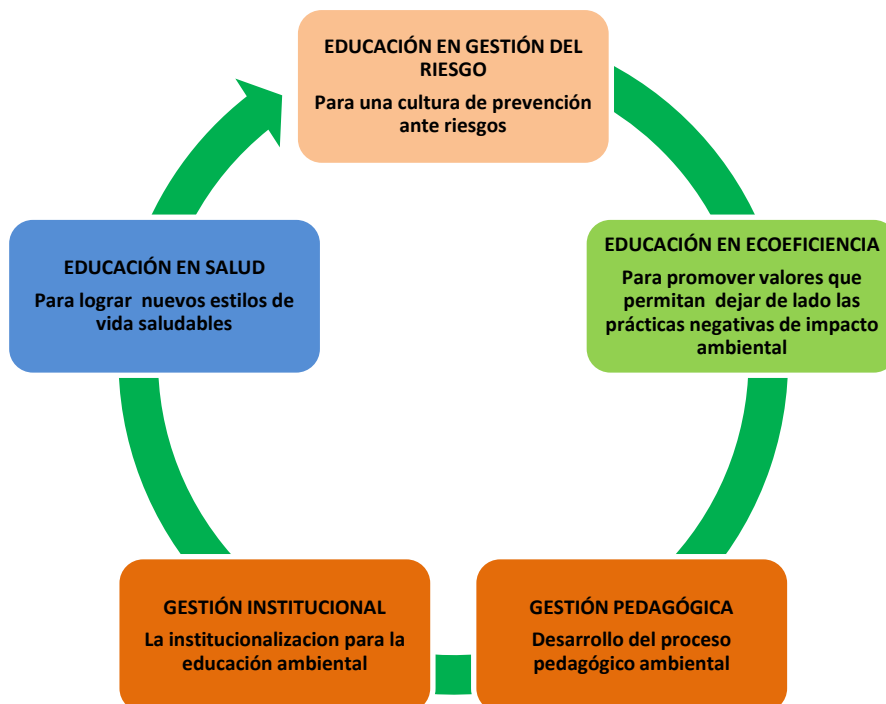 EDUCACIÓN EN GESTIÓN DEL
RIESGO
Para una cultura de prevención
ante riesgos
EDUCACIÓN EN ECOEFICIENCIA
Para promover valores que
permitan dejar de lado las
prácticas negativas de impacto
ambiental
GESTIÓN PEDAGÓGICA
Desarrollo del proceso
pedagógico ambiental
GESTIÓN INSTITUCIONAL
La institucionalizacion para la
educación ambiental
EDUCACIÓN EN SALUD
Para lograr nuevos estilos de
vida saludables